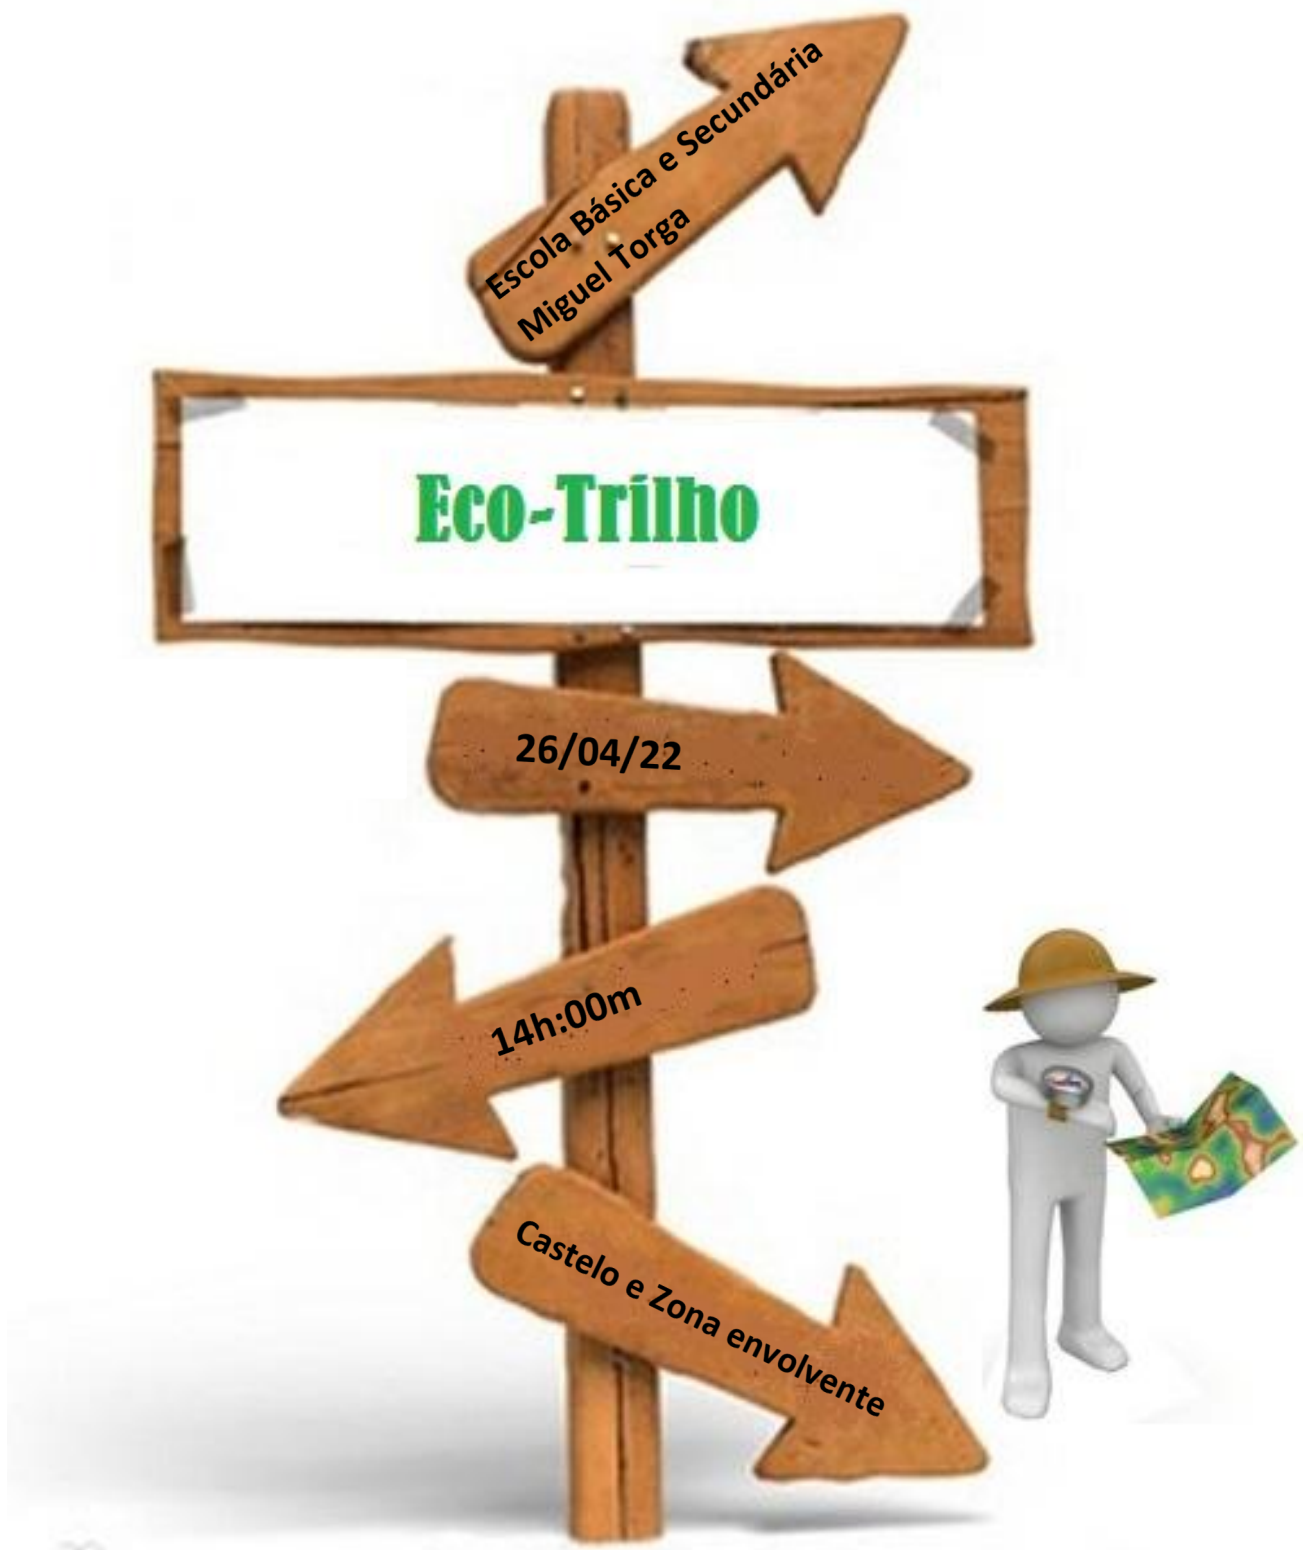 Escola Básica e Secundária
Miguel Torga
Eco-Trilho
26/04/22
14h:00m
Castelo e Zona envolvente